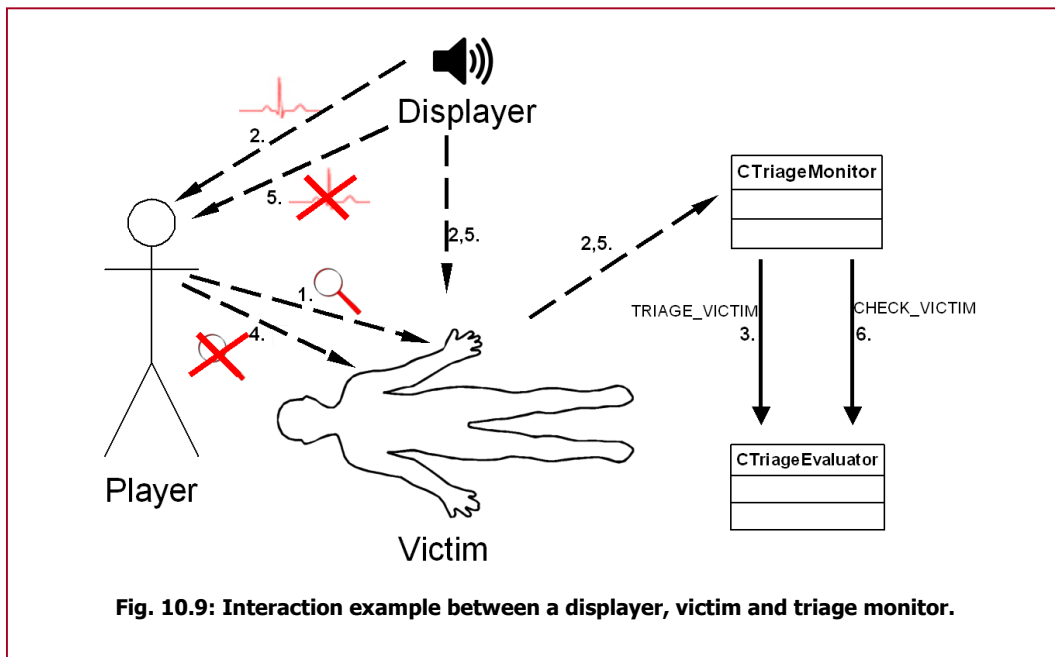 Displayer
2.
5.
2,5.
2,5.
CTriageMonitor
1.
4.
TRIAGE_VICTIM
3.
CHECK_VICTIM
6.
CTriageEvaluator
Player
Victim
Fig. 10.9: Interaction example between a displayer, victim and triage monitor.